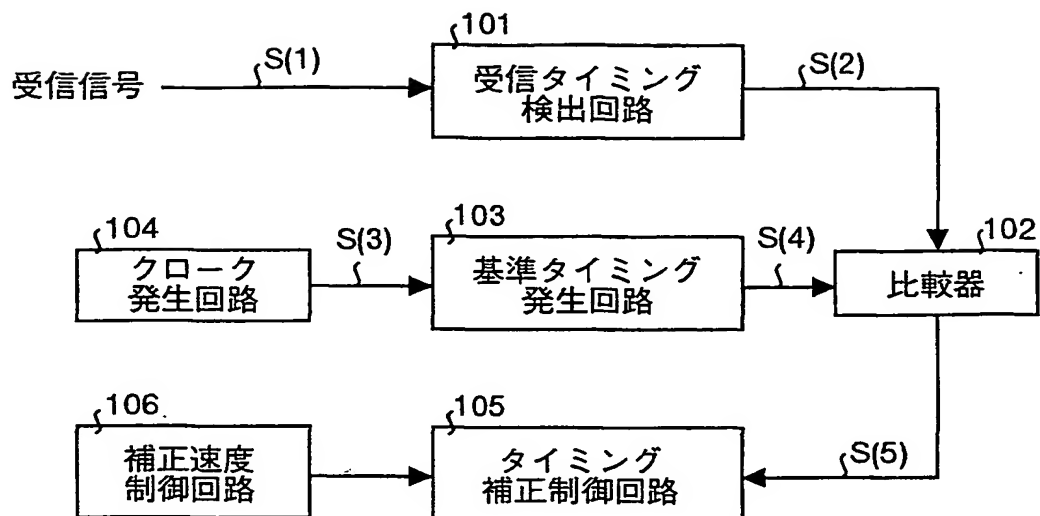 101
S(1)
S(2)
受信信号
受信タイミング
検出回路
104
S(3)
103
S(4)
102
クローク
発生回路
基準タイミング
発生回路
比較器
106
105
S(5)
補正速度
制御回路
タイミング
補正制御回路